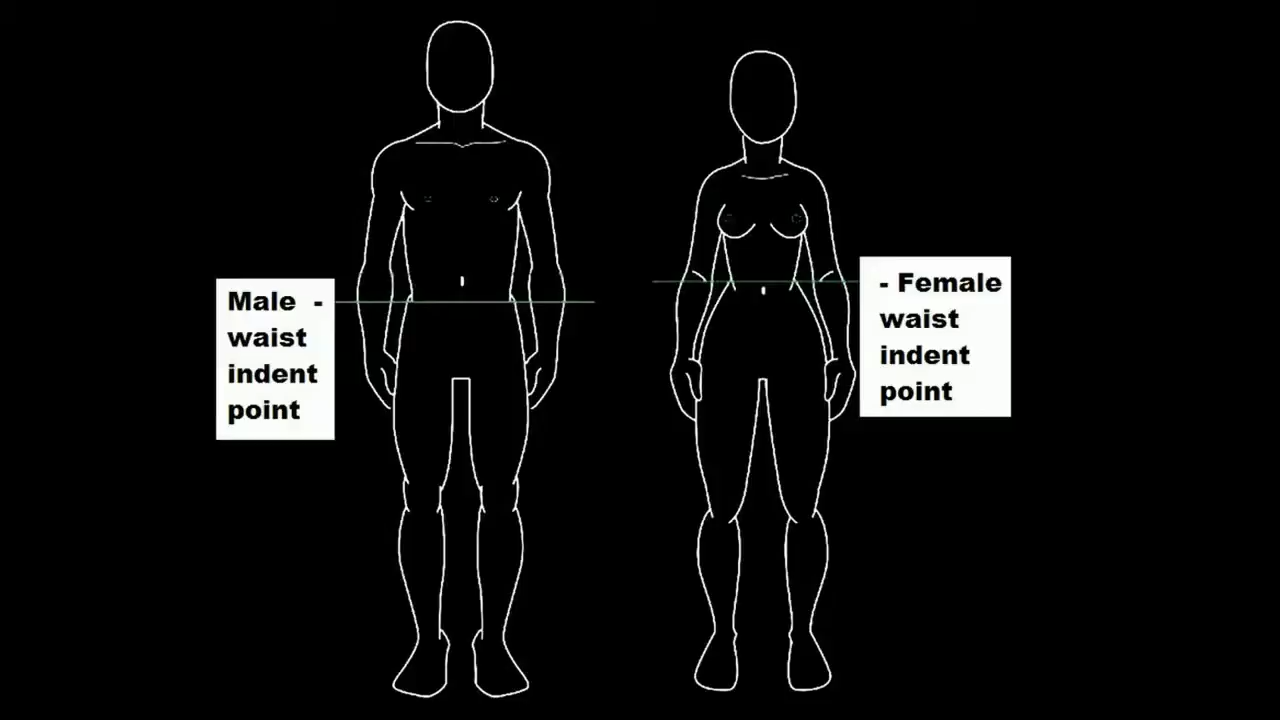 Male -
waist
indent
point
- Female
waist
indent
point